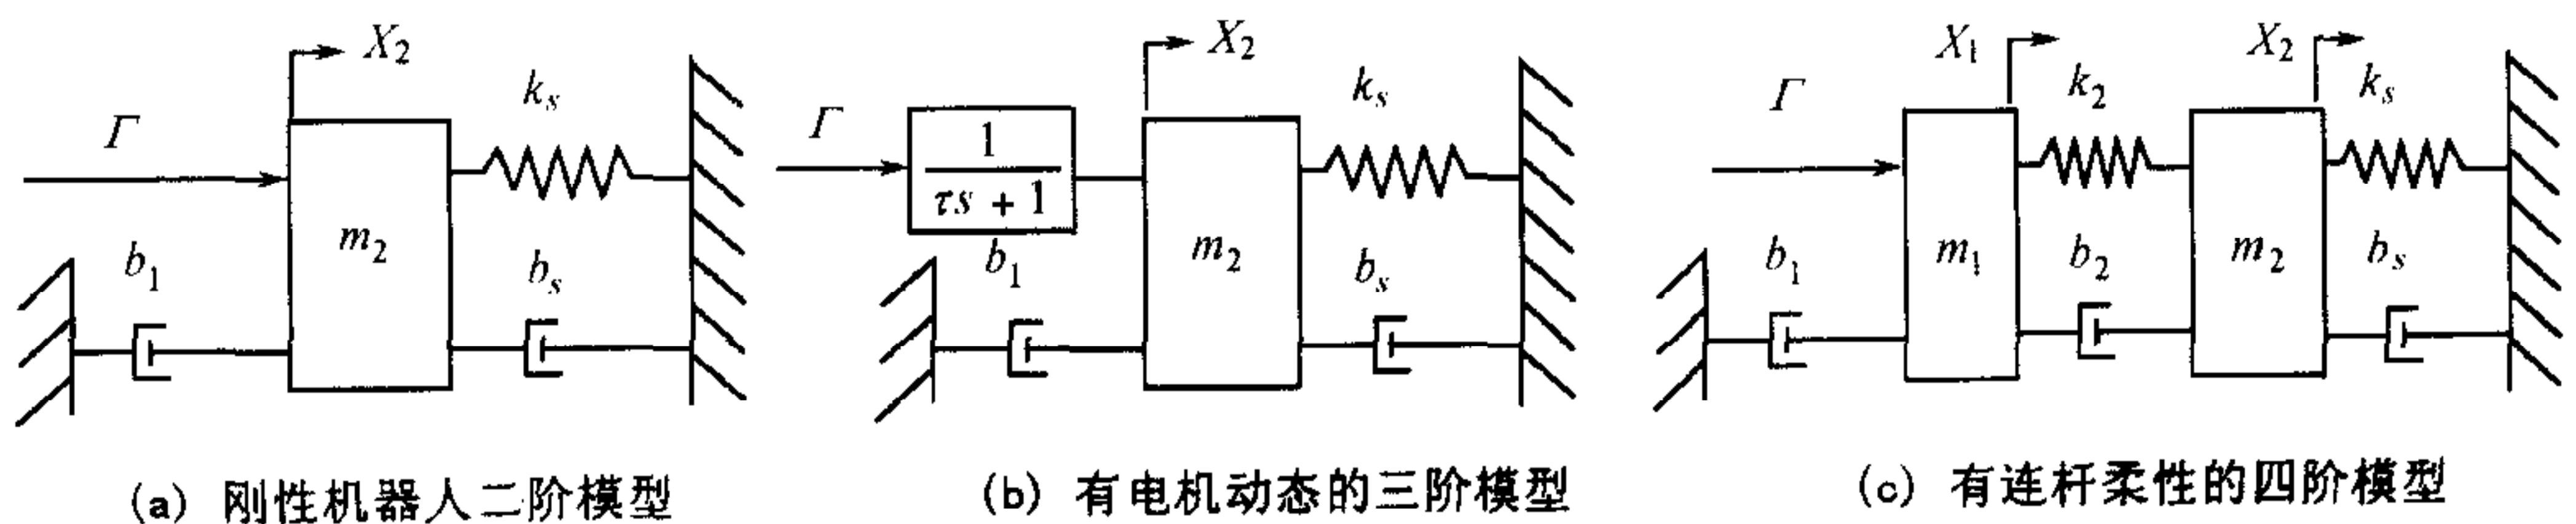 X₂
kₛ
Γ
m₂
b₁
bₛ
(a) 刚性机器人二阶模型
X₂
kₛ
Γ
1
τs + 1
b₁
m₂
bₛ
(b) 有电机动态的三阶模型
X₁
X₂
k₂
kₛ
Γ
b₁
m₁
b₂
m₂
bₛ
(c) 有连杆柔性的四阶模型